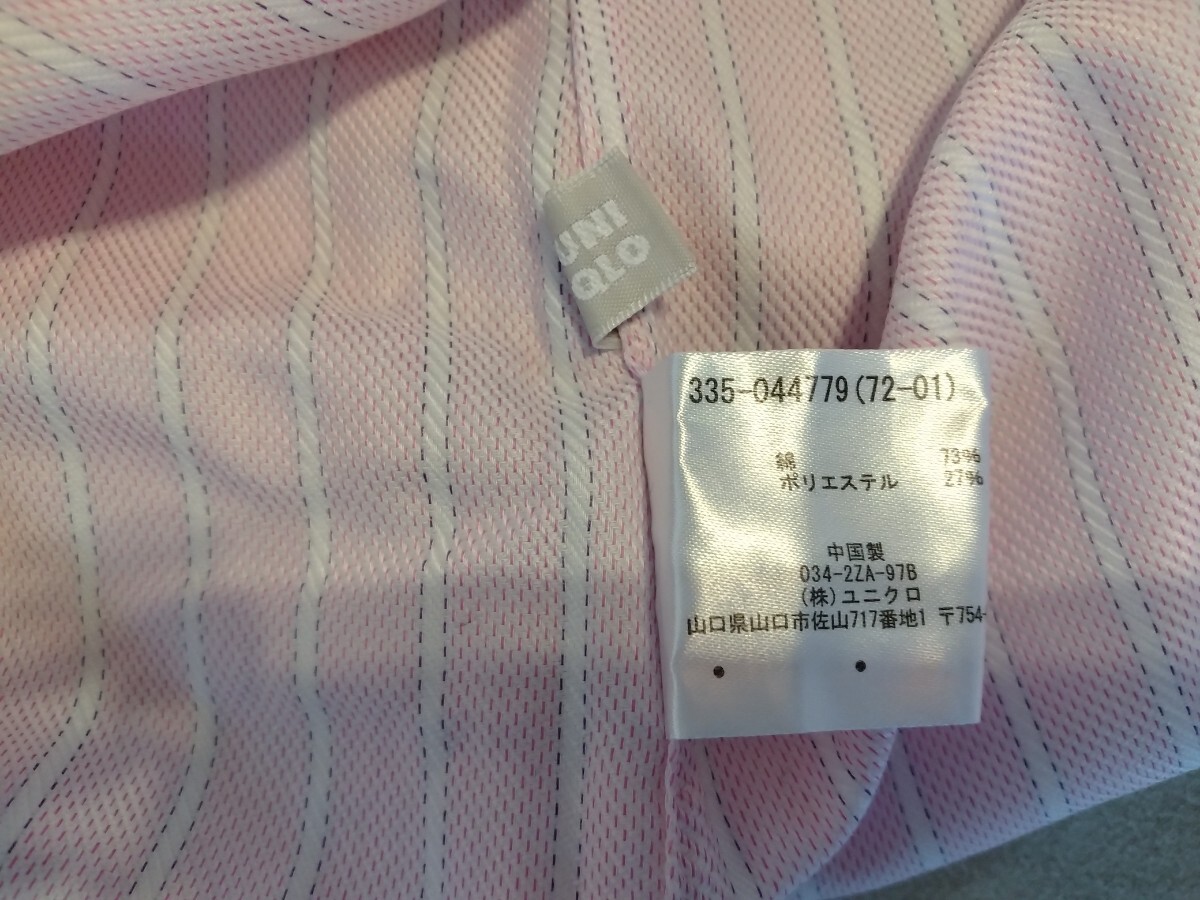 UNI
QLO
335-044779(72-01)
綿 73%
ポリエステル 27%
中国製
034-2ZA-97B
(株)ユニクロ
山口県山口市佐山717番地1 〒754-